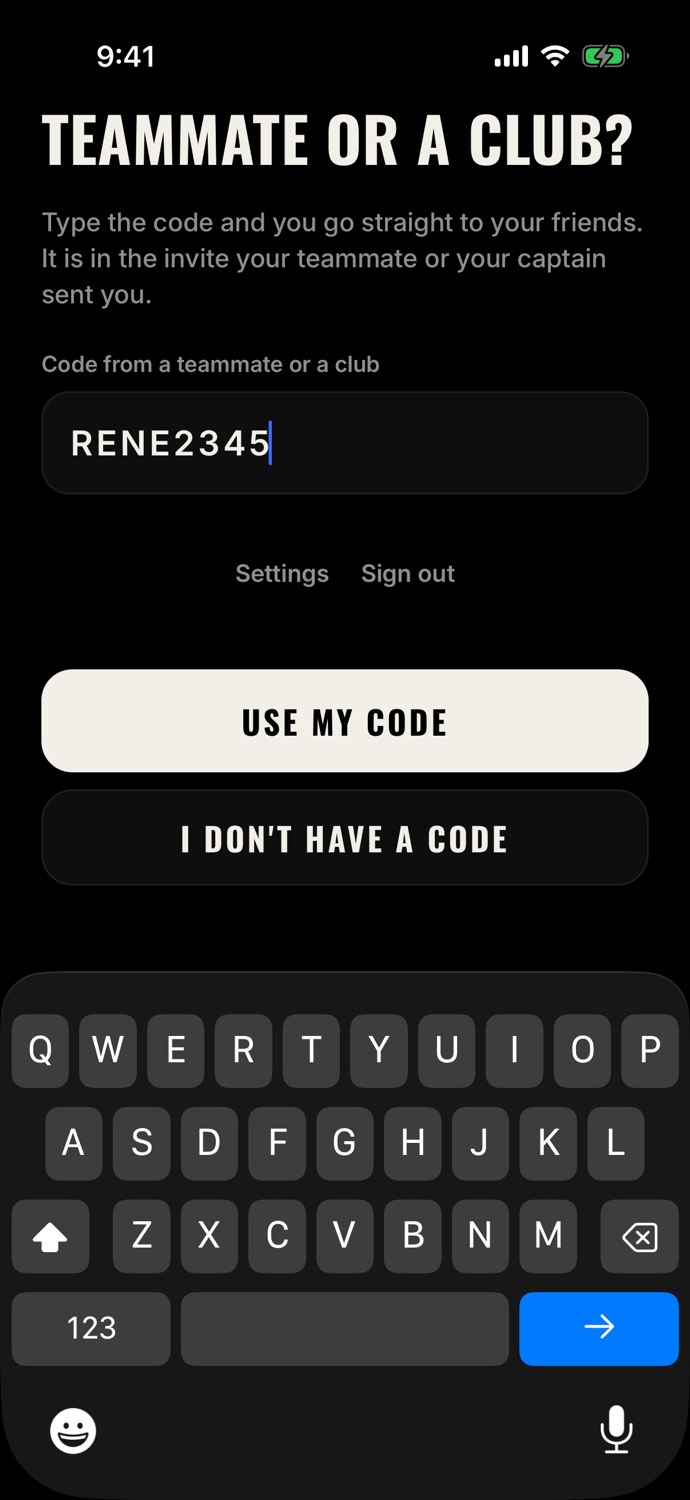 9:41
TEAMMATE OR A CLUB?
Type the code and you go straight to your friends.
It is in the invite your teammate or your captain
sent you.
Code from a teammate or a club
RENE2345
Settings Sign out
USE MY CODE
I DON'T HAVE A CODE
Q W E R T Y U I O P
A S D F G H J K L
Z X C V B N M
123